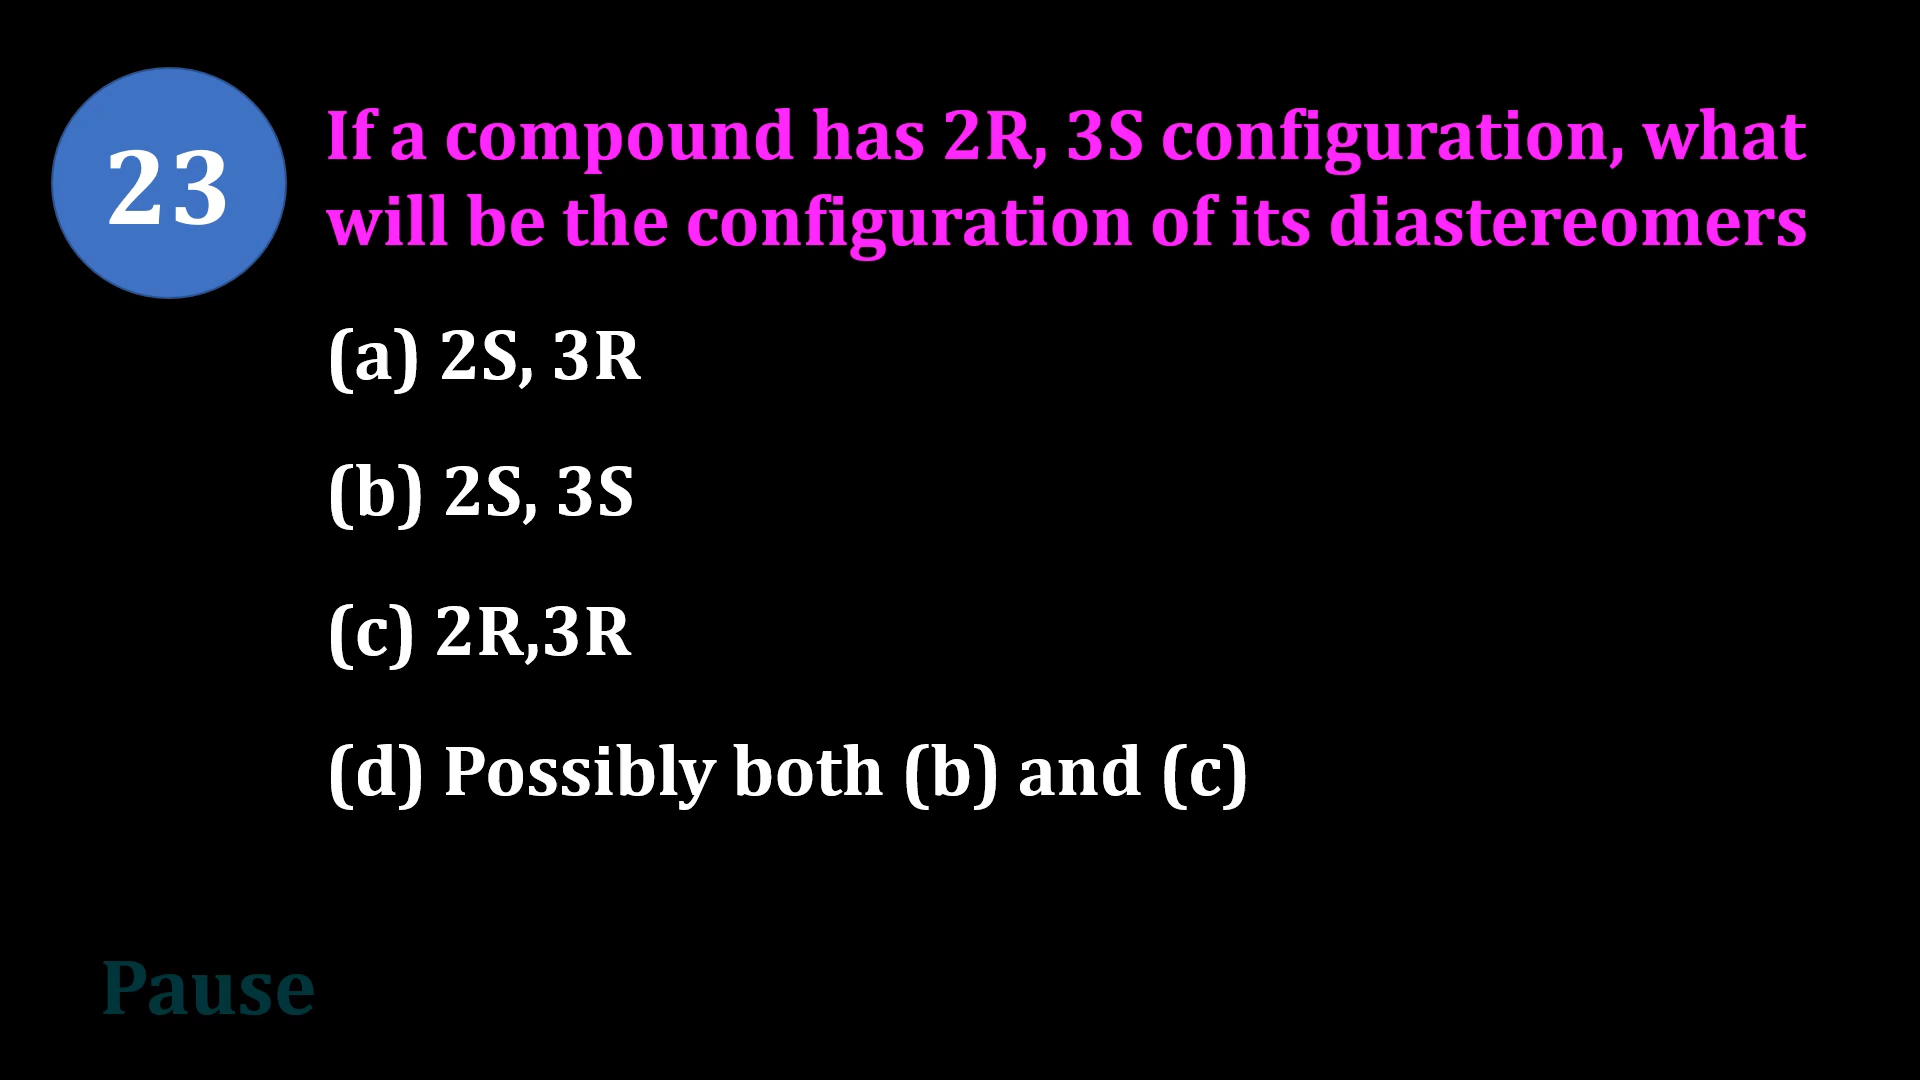 23
If a compound has 2R, 3S configuration, what
will be the configuration of its diastereomers
(a) 2S, 3R
(b) 2S, 3S
(c) 2R,3R
(d) Possibly both (b) and (c)
Pause